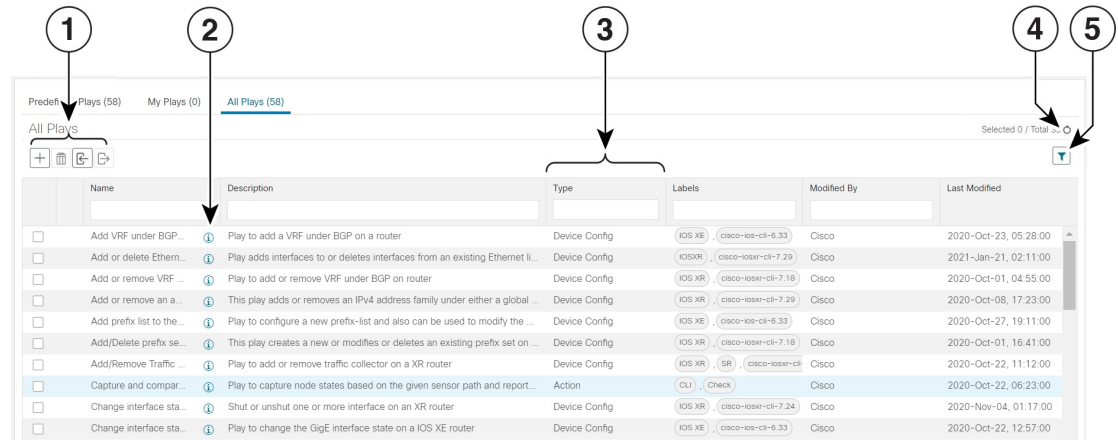 1 2 3 4 5
Plays (58) My Plays (0) All Plays (58)
All Plays
Selected 0 / Total
Name Description Type Labels Modified By Last Modified
Add VRF under BGP... Play to add a VRF under BGP on a router Device Config IOS XE , cisco-ios-cli-6.33 Cisco 2020-Oct-23, 05:28:00
Add or delete Ethern... Play adds interfaces to or deletes interfaces from an existing Ethernet li... Device Config IOSXR , cisco-iosxr-cli-7.29 Cisco 2021-Jan-21, 02:11:00
Add or remove VRF ... Play to add or remove VRF under BGP on router Device Config IOS XR , cisco-iosxr-cli-7.18 Cisco 2020-Oct-01, 04:55:00
Add or remove an a... This play adds or removes an IPv4 address family under either a global ... Device Config IOS XR , cisco-iosxr-cli-7.29 Cisco 2020-Oct-08, 17:23:00
Add prefix list to the... Play to configure a new prefix-list and also can be used to modify the ... Device Config IOS XE , cisco-ios-cli-6.33 Cisco 2020-Oct-27, 19:11:00
Add/Delete prefix se... This play creates a new or modifies or deletes an existing prefix set on ... Device Config IOS XR , cisco-iosxr-cli-7.18 Cisco 2020-Oct-01, 16:41:00
Add/Remove Traffic ... Play to add or remove traffic collector on a XR router Device Config IOS XR , SR , cisco-iosxr-cli- Cisco 2020-Oct-22, 11:12:00
Capture and compar... Play to capture node states based on the given sensor path and report... Action CLI , Check Cisco 2020-Oct-22, 06:23:00
Change interface sta... Shut or unshut one or more interface on an XR router Device Config IOS XR , cisco-iosxr-cli-7.24 Cisco 2020-Nov-04, 01:17:00
Change interface sta... Play to change the GigE interface state on a IOS XE router Device Config IOS XE , cisco-ios-cli-6.33 Cisco 2020-Oct-22, 12:57:00